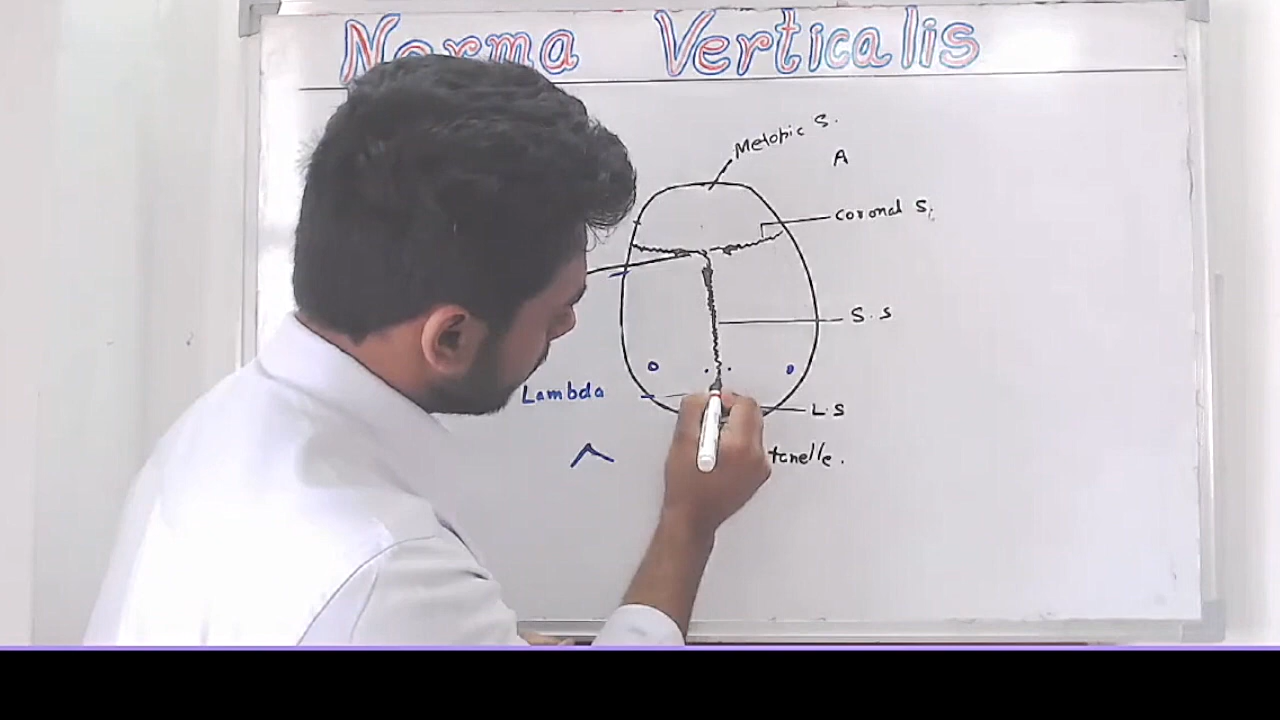 Norma Verticalis
Metopic S.
A
Coronal S.
S.S
Lambda
L.S
tenelle.